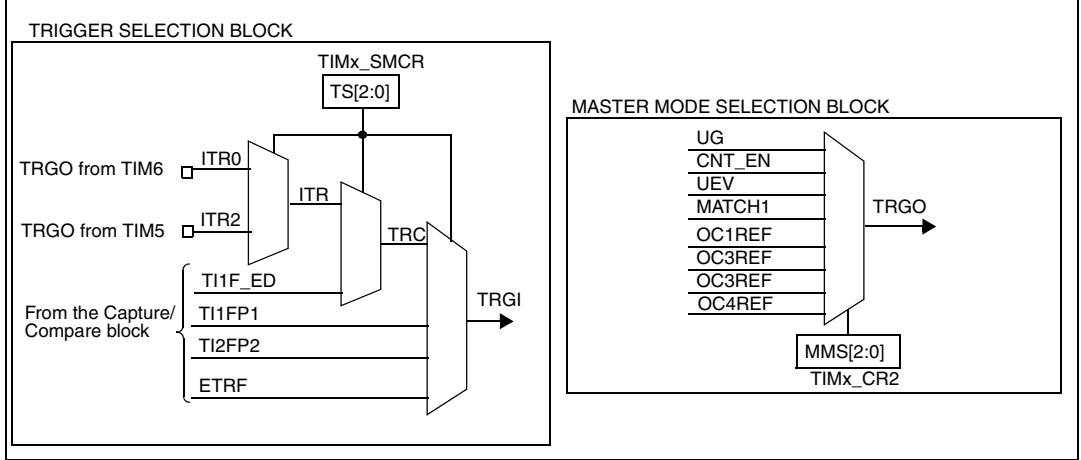 TRIGGER SELECTION BLOCK
TIMx_SMCR
TS[2:0]
TRGO from TIM6
ITR0
ITR
TRGO from TIM5
ITR2
TRC
TI1F_ED
From the Capture/
Compare block
TI1FP1
TI2FP2
ETRF
TRGI
MASTER MODE SELECTION BLOCK
UG
CNT_EN
UEV
MATCH1
OC1REF
OC3REF
OC3REF
OC4REF
TRGO
MMS[2:0]
TIMx_CR2